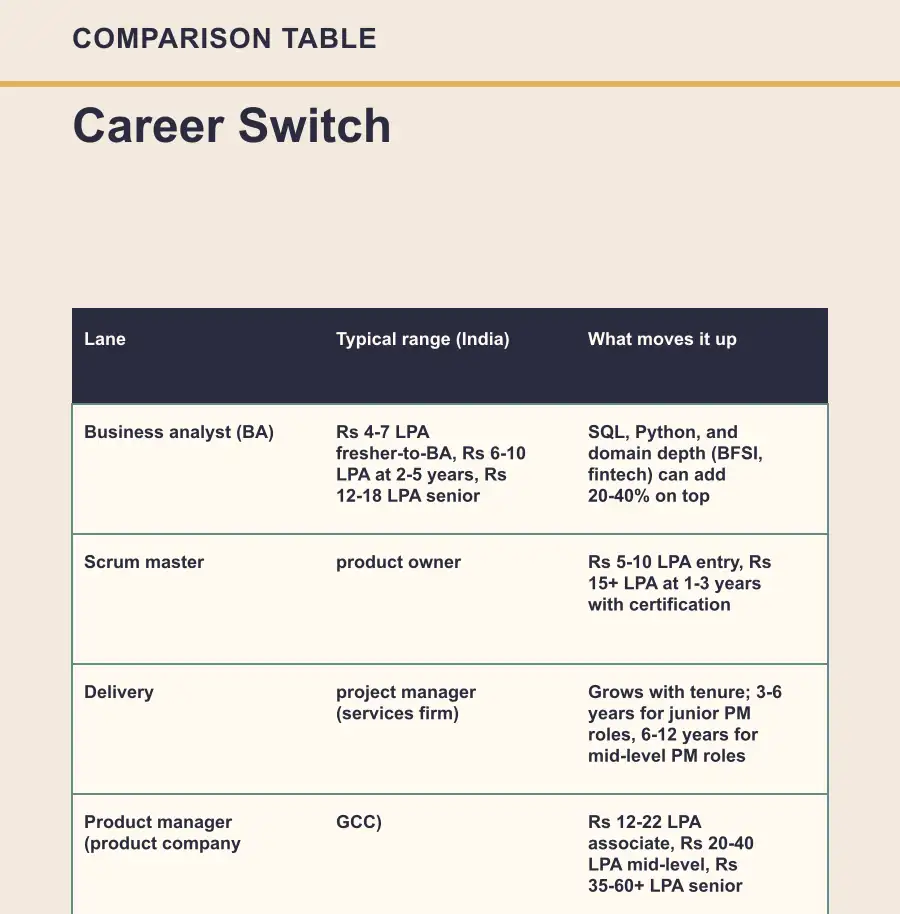 COMPARISON TABLE
Career Switch
Lane
Typical range (India)
What moves it up
Business analyst (BA)
Rs 4-7 LPA
fresher-to-BA, Rs 6-10
LPA at 2-5 years, Rs
12-18 LPA senior
SQL, Python, and
domain depth (BFSI,
fintech) can add
20-40% on top
Scrum master
product owner
Rs 5-10 LPA entry, Rs
15+ LPA at 1-3 years
with certification
Delivery
project manager
(services firm)
Grows with tenure; 3-6
years for junior PM
roles, 6-12 years for
mid-level PM roles
Product manager
(product company
GCC)
Rs 12-22 LPA
associate, Rs 20-40
LPA mid-level, Rs
35-60+ LPA senior